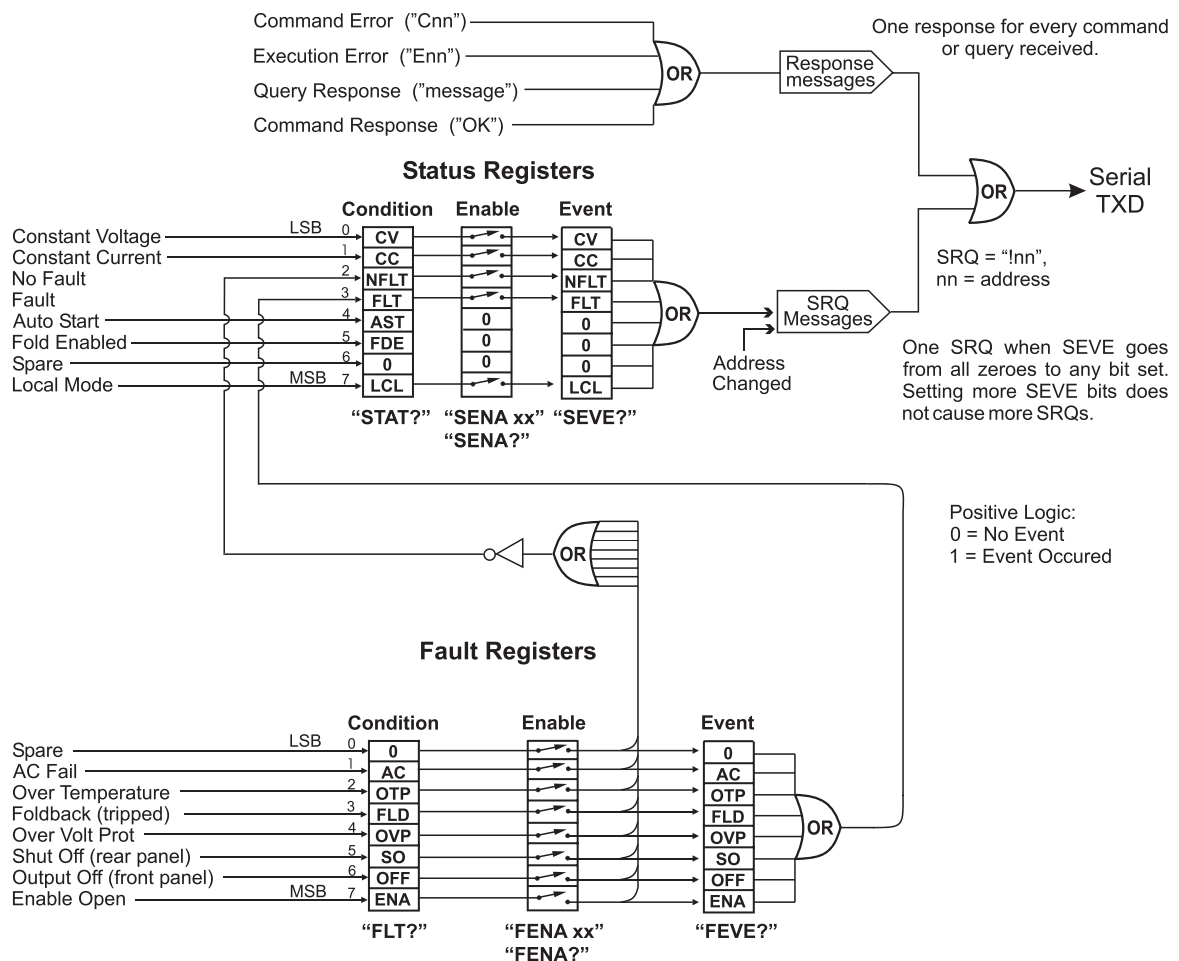 Command Error ("Cnn")
Execution Error ("Enn")
Query Response ("message")
Command Response ("OK")
OR
Response
messages
One response for every command
or query received.
OR
Serial
TXD
Status Registers
Condition
Enable
Event
Constant Voltage
LSB
0
CV
CV
Constant Current
1
CC
CC
No Fault
2
NFLT
NFLT
Fault
3
FLT
FLT
Auto Start
4
AST
0
0
Fold Enabled
5
FDE
0
0
Spare
6
0
0
0
Local Mode
MSB
7
LCL
LCL
OR
SRQ
Messages
Address
Changed
SRQ = “!nn”,
nn = address
One SRQ when SEVE goes
from all zeroes to any bit set.
Setting more SEVE bits does
not cause more SRQs.
“STAT?”
“SENA xx”
“SENA?”
“SEVE?”
Positive Logic:
0 = No Event
1 = Event Occured
OR
Fault Registers
Condition
Enable
Event
Spare
LSB
0
0
0
AC Fail
1
AC
AC
Over Temperature
2
OTP
OTP
Foldback (tripped)
3
FLD
FLD
Over Volt Prot
4
OVP
OVP
Shut Off (rear panel)
5
SO
SO
Output Off (front panel)
6
OFF
OFF
Enable Open
MSB
7
ENA
ENA
OR
“FLT?”
“FENA xx”
“FENA?”
“FEVE?”